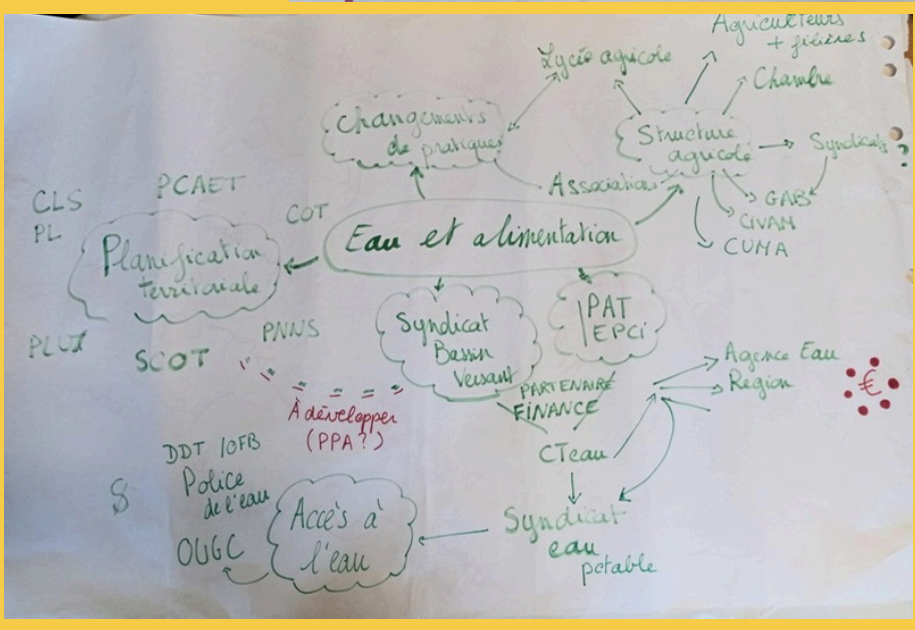 Agriculteurs
+ filières
Lycée agricole
Chambre
Changements
de pratiques
Structure
agricole
Syndicats ?
Association
GAB
CIVAM
CUMA
PCAET
CLS
PL
COT
Eau et alimentation
Planification
territoriale
PNNS
SCOT
Syndicat
Bassin
Versant
PAT
EPCi
PARTENAIRE
FINANCE
Agence Eau
Region
€
À développer
(PPA?)
CTeau
DDT /OFB
Police
de l'eau
OUGC
Accès à
l'eau
Syndicat
eau
potable